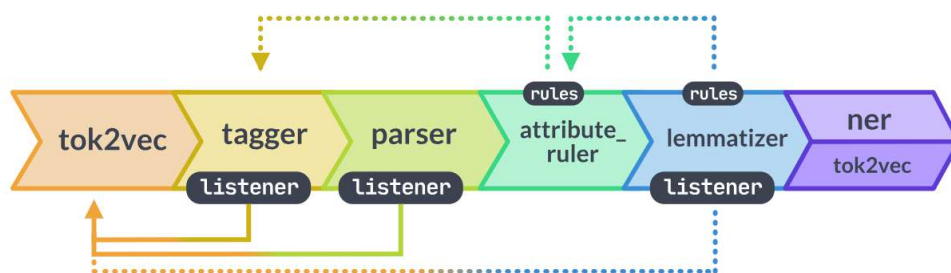 rules
rules
tok2vec
tagger
parser
attribute_
ruler
lemmatizer
ner
tok2vec
listener
listener
listener